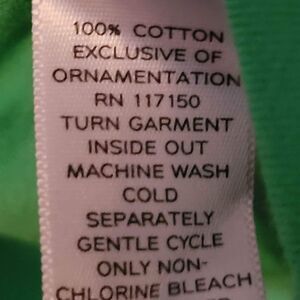 100% COTTON
EXCLUSIVE OF
ORNAMENTATION
RN 117150
TURN GARMENT
INSIDE OUT
MACHINE WASH
COLD
SEPARATELY
GENTLE CYCLE
ONLY NON-
CHLORINE BLEACH